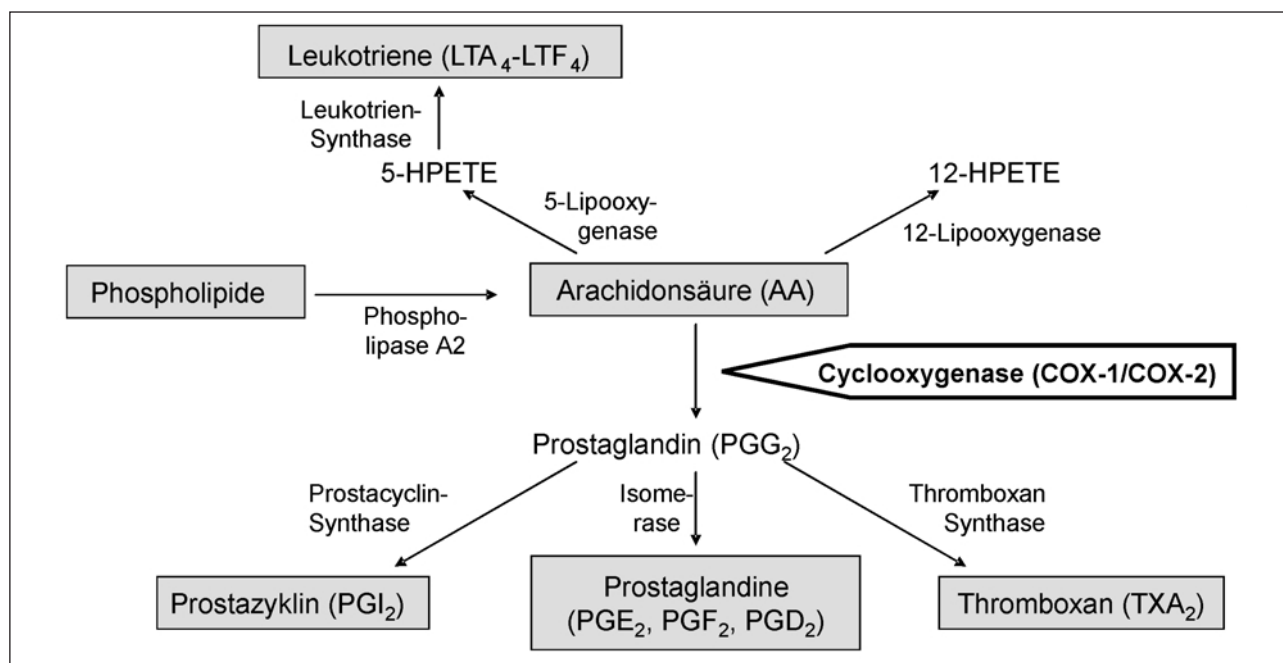 Leukotriene (LTA₄-LTF₄)
Leukotrien-
Synthase
5-HPETE
12-HPETE
5-Lipooxy-
genase
12-Lipooxygenase
Phospholipide
Arachidonsäure (AA)
Phospho-
lipase A2
Cyclooxygenase (COX-1/COX-2)
Prostaglandin (PGG₂)
Prostacyclin-
Synthase
Isome-
rase
Thromboxan
Synthase
Prostazyklin (PGI₂)
Prostaglandine
(PGE₂, PGF₂, PGD₂)
Thromboxan (TXA₂)